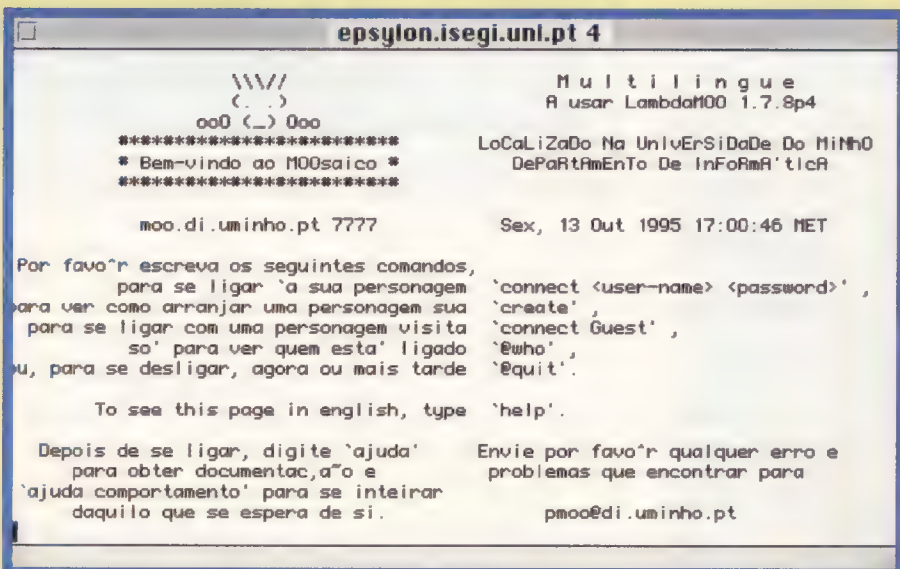 epsylon.isegi.unl.pt 4
\\\//
(. .)
ooO (_) Ooo
*#*#*#*#*#*#*#*#*#*#*#*#*
# Bem-vindo ao MOOsaico *
*#*#*#*#*#*#*#*#*#*#*#*#*
M u l t i l i n g u e
A usar LambdaMOO 1.7.8p4
LoCaLiZaDo Na UnIvErSiDaDe Do MiNhO
DePaRtAmEnTo De InFoRmA'tIcA
moo.di.uminho.pt 7777 Sex, 13 Out 1995 17:00:46 MET
Por favo^r escreva os seguintes comandos,
para se ligar `a sua personagem `connect <user-name> <password>' ,
para ver como arranjar uma personagem sua `create' ,
para se ligar com uma personagem visita `connect Guest' ,
so' para ver quem esta' ligado `@who' ,
ou, para se desligar, agora ou mais tarde `@quit'.
To see this page in english, type `help'.
Depois de se ligar, digite `ajuda'
para obter documentac,a~o e
`ajuda comportamento' para se inteirar
daquilo que se espera de si.
Envie por favo^r qualquer erro e
problemas que encontrar para
pmoo@di.uminho.pt